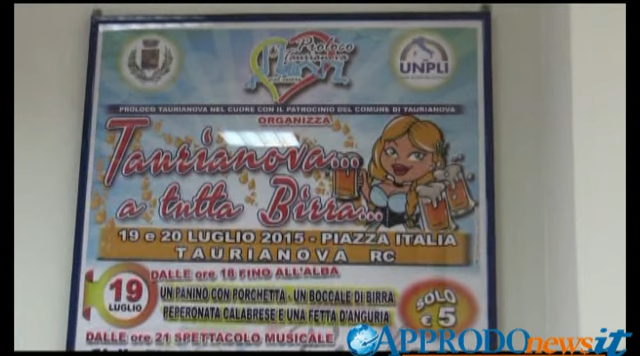 Proloco
Taurianova
UNPLI
PROLOCO TAURIANOVA NEL CUORE CON IL PATROCINIO DEL COMUNE DI TAURIANOVA
ORGANIZZA
Taurianova...
a tutta Birra...
19 e 20 LUGLIO 2015 - PIAZZA ITALIA
TAURIANOVA RC
DALLE ore 18 FINO ALL'ALBA
19
LUGLIO
UN PANINO CON PORCHETTA - UN BOCCALE DI BIRRA
PEPERONATA CALABRESE E UNA FETTA D'ANGURIA
SOLO
€ 5
DALLE ore 21 SPETTACOLO MUSICALE
APPRODOnews.it